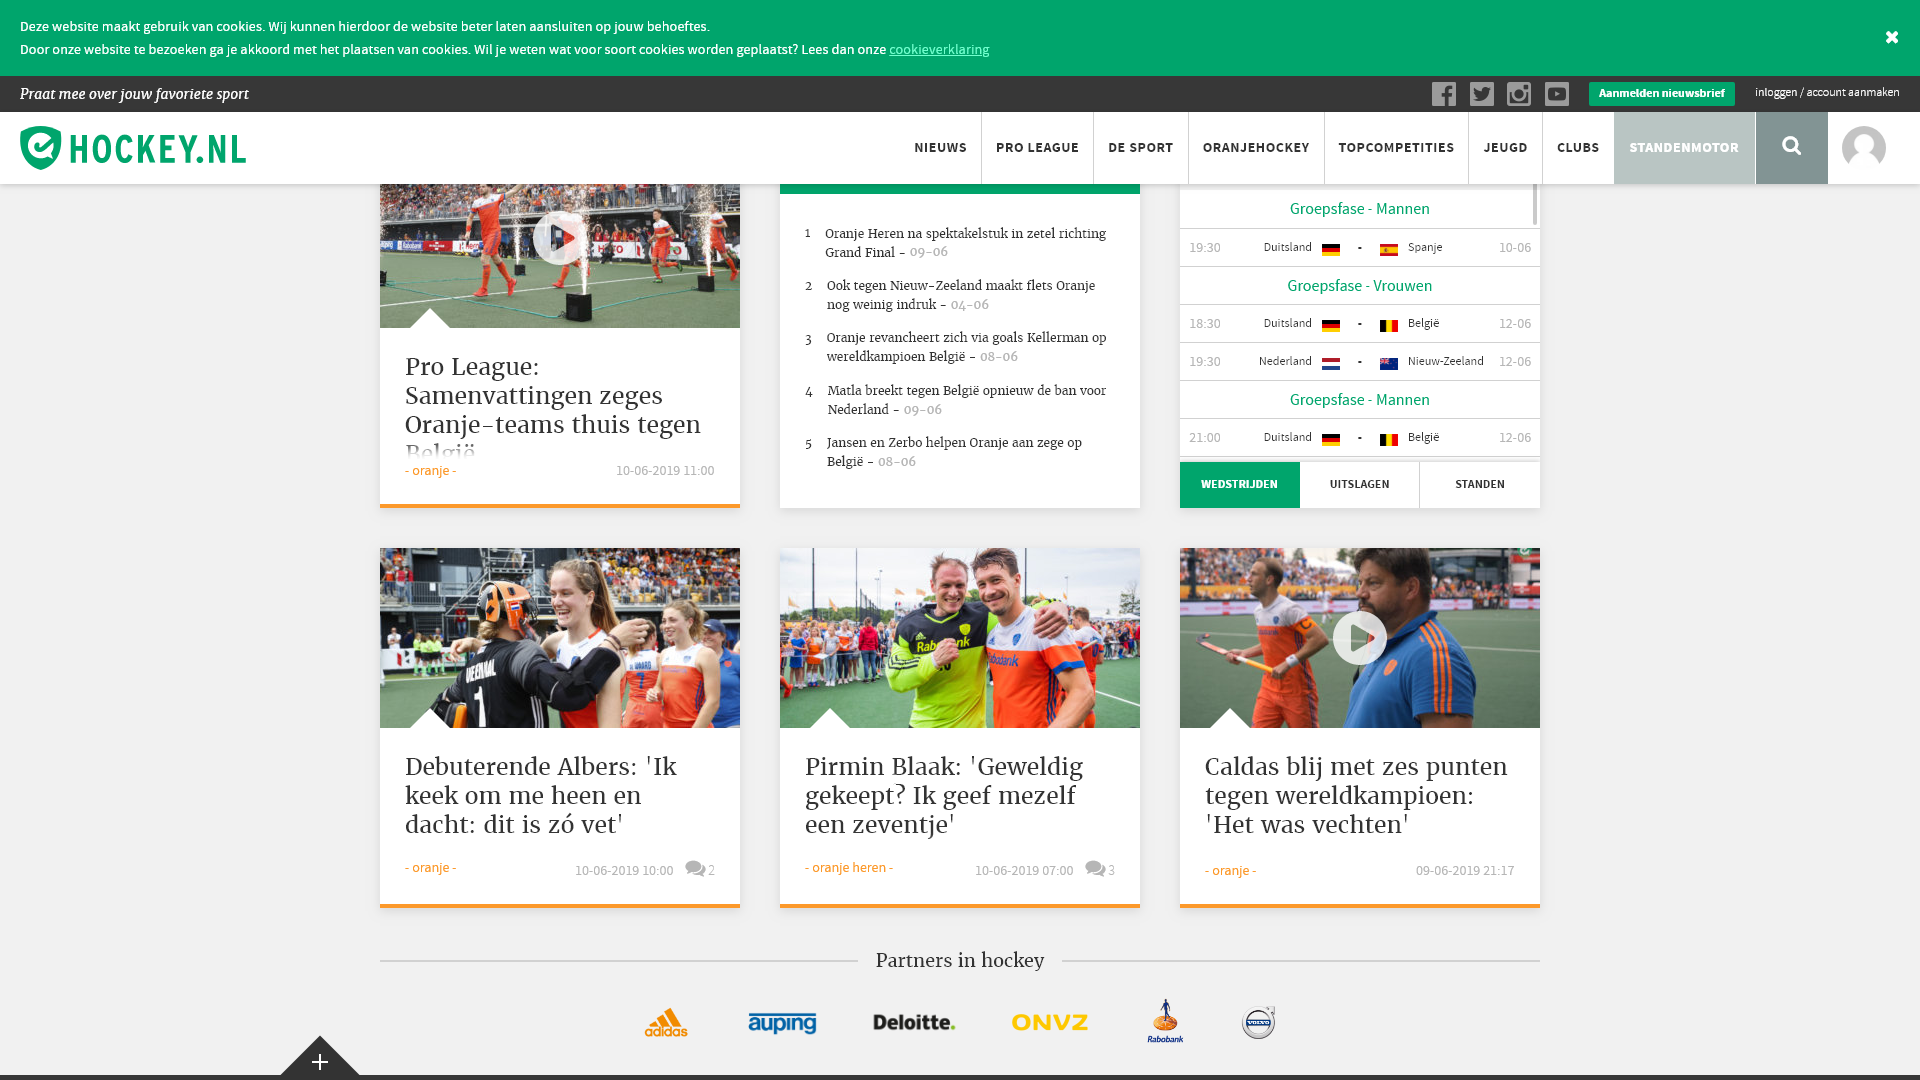 Deze website maakt gebruik van cookies. Wij kunnen hierdoor de website beter laten aansluiten op jouw behoeftes.
Door onze website te bezoeken ga je akkoord met het plaatsen van cookies. Wil je weten wat voor soort cookies worden geplaatst? Lees dan onze cookieverklaring
Praat mee over jouw favoriete sport
Aanmelden nieuwsbrief
inloggen / account aanmaken
HOCKEY.NL
NIEUWS
PRO LEAGUE
DE SPORT
ORANJEHOCKEY
TOPCOMPETITIES
JEUGD
CLUBS
STANDENMOTOR
Pro League:
Samenvattingen zeges
Oranje-teams thuis tegen
België
- oranje -
10-06-2019 11:00
1 Oranje Heren na spektakelstuk in zetel richting
Grand Final - 09-06
2 Ook tegen Nieuw-Zeeland maakt flets Oranje
nog weinig indruk - 04-06
3 Oranje revancheert zich via goals Kellerman op
wereldkampioen België - 08-06
4 Matla breekt tegen België opnieuw de ban voor
Nederland - 09-06
5 Jansen en Zerbo helpen Oranje aan zege op
België - 08-06
Groepsfase - Mannen
19:30 Duitsland - Spanje 10-06
Groepsfase - Vrouwen
18:30 Duitsland - België 12-06
19:30 Nederland - Nieuw-Zeeland 12-06
Groepsfase - Mannen
21:00 Duitsland - België 12-06
WEDSTRIJDEN
UITSLAGEN
STANDEN
VEENENDAAL
1
DE WAARD
Debuterende Albers: 'Ik
keek om me heen en
dacht: dit is zó vet'
- oranje -
10-06-2019 10:00
2
Rabobank
Rabobank
Pirmin Blaak: 'Geweldig
gekeept? Ik geef mezelf
een zeventje'
- oranje heren -
10-06-2019 07:00
3
Caldas blij met zes punten
tegen wereldkampioen:
'Het was vechten'
- oranje -
09-06-2019 21:17
Partners in hockey
adidas
auping
Deloitte.
ONVZ
Rabobank
VOLVO
+